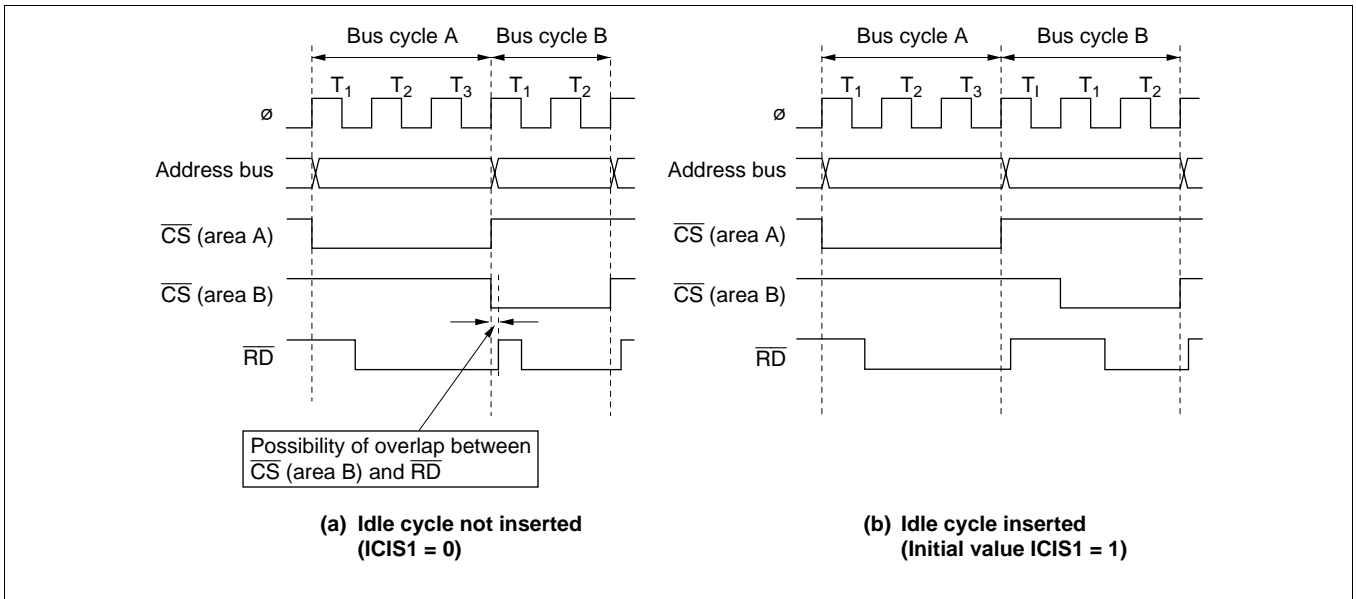 Bus cycle A Bus cycle B
T1 T2 T3 T1 T2
ø
Address bus
CS (area A)
CS (area B)
RD
Possibility of overlap between
CS (area B) and RD
(a) Idle cycle not inserted
(ICIS1 = 0)
Bus cycle A Bus cycle B
T1 T2 T3 TI T1 T2
ø
Address bus
CS (area A)
CS (area B)
RD
(b) Idle cycle inserted
(Initial value ICIS1 = 1)